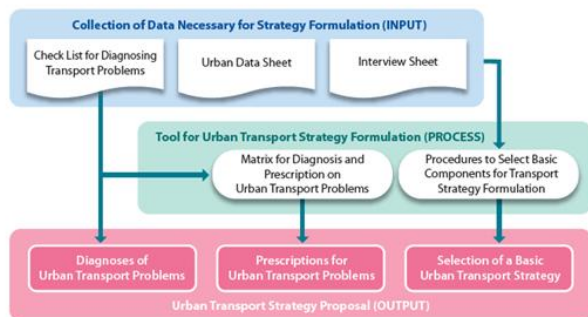 Collection of Data Necessary for Strategy Formulation (INPUT)
Check List for Diagnosing
Transport Problems
Urban Data Sheet
Interview Sheet
Tool for Urban Transport Strategy Formulation (PROCESS)
Matrix for Diagnosis and
Prescription on
Urban Transport Problems
Procedures to Select Basic
Components for Transport
Strategy Formulation
Diagnoses of
Urban Transport Problems
Prescriptions for
Urban Transport Problems
Selection of a Basic
Urban Transport Strategy
Urban Transport Strategy Proposal (OUTPUT)